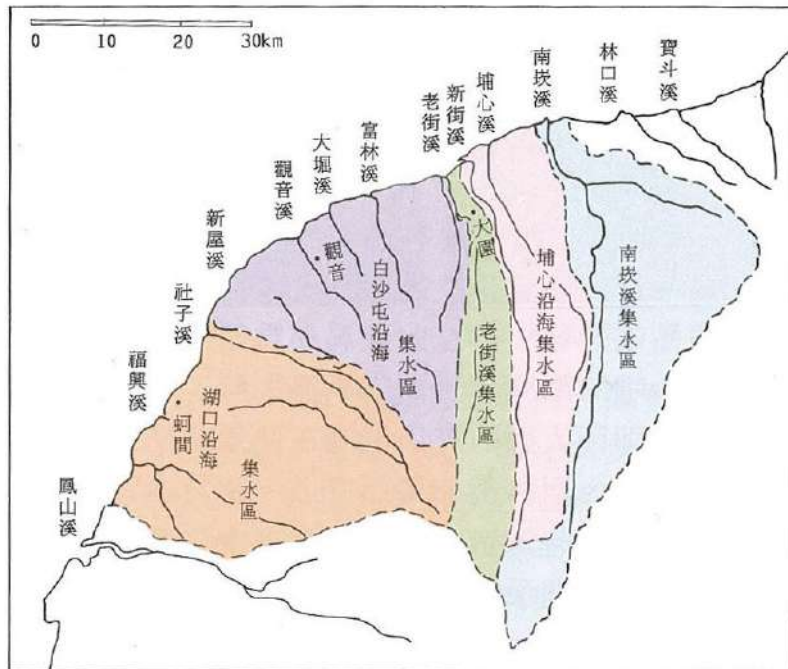 0 10 20 30km
寶斗溪
林口溪
南崁溪
埔心溪
新街溪
老街溪
富林溪
大堀溪
觀音溪
新屋溪
社子溪
福興溪
鳳山溪
南崁溪集水區
埔心沿海集水區
大園
老街溪集水區
白沙屯沿海
集水區
觀音
湖口沿海
集水區
蚵間